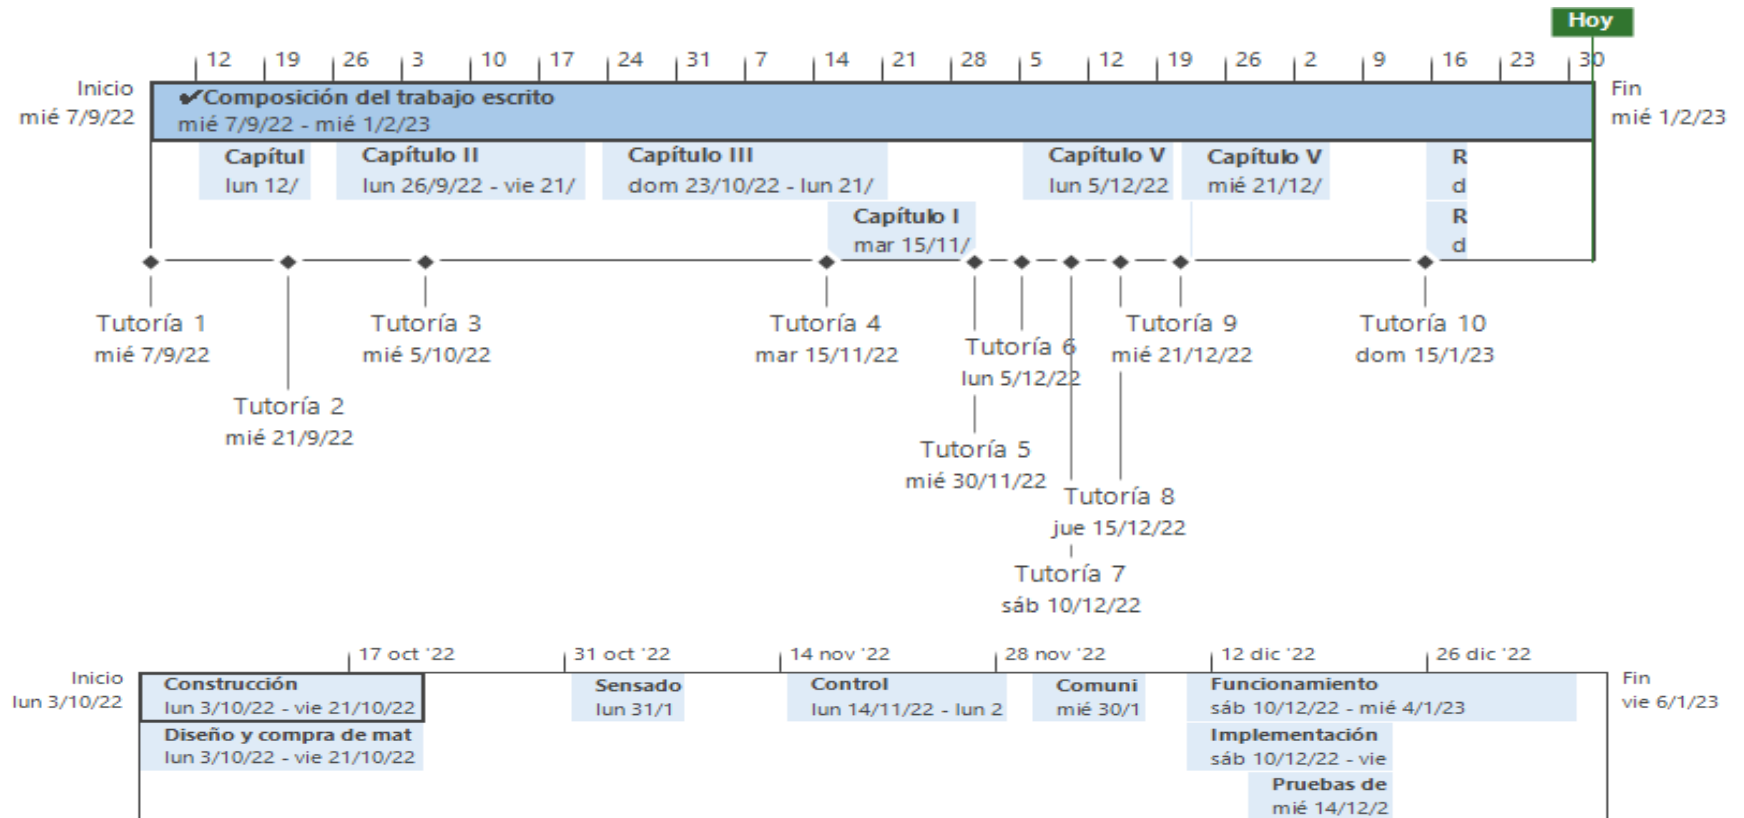 Hoy
12 19 26 3 10 17 24 31 7 14 21 28 5 12 19 26 2 9 16 23 30
Inicio
mié 7/9/22
✔Composición del trabajo escrito
mié 7/9/22 - mié 1/2/23
Fin
mié 1/2/23
Capítul
lun 12/
Capítulo II
lun 26/9/22 - vie 21/
Capítulo III
dom 23/10/22 - lun 21/
Capítulo V
lun 5/12/22
Capítulo V
mié 21/12/
R
d
Capítulo I
mar 15/11/
R
d
Tutoría 1
mié 7/9/22
Tutoría 2
mié 21/9/22
Tutoría 3
mié 5/10/22
Tutoría 4
mar 15/11/22
Tutoría 6
lun 5/12/22
Tutoría 9
mié 21/12/22
Tutoría 10
dom 15/1/23
Tutoría 5
mié 30/11/22
Tutoría 8
jue 15/12/22
Tutoría 7
sáb 10/12/22
17 oct '22 31 oct '22 14 nov '22 28 nov '22 12 dic '22 26 dic '22
Inicio
lun 3/10/22
Construcción
lun 3/10/22 - vie 21/10/22
Sensado
lun 31/1
Control
lun 14/11/22 - lun 2
Comuni
mié 30/1
Funcionamiento
sáb 10/12/22 - mié 4/1/23
Fin
vie 6/1/23
Diseño y compra de mat
lun 3/10/22 - vie 21/10/22
Implementación
sáb 10/12/22 - vie
Pruebas de
mié 14/12/2